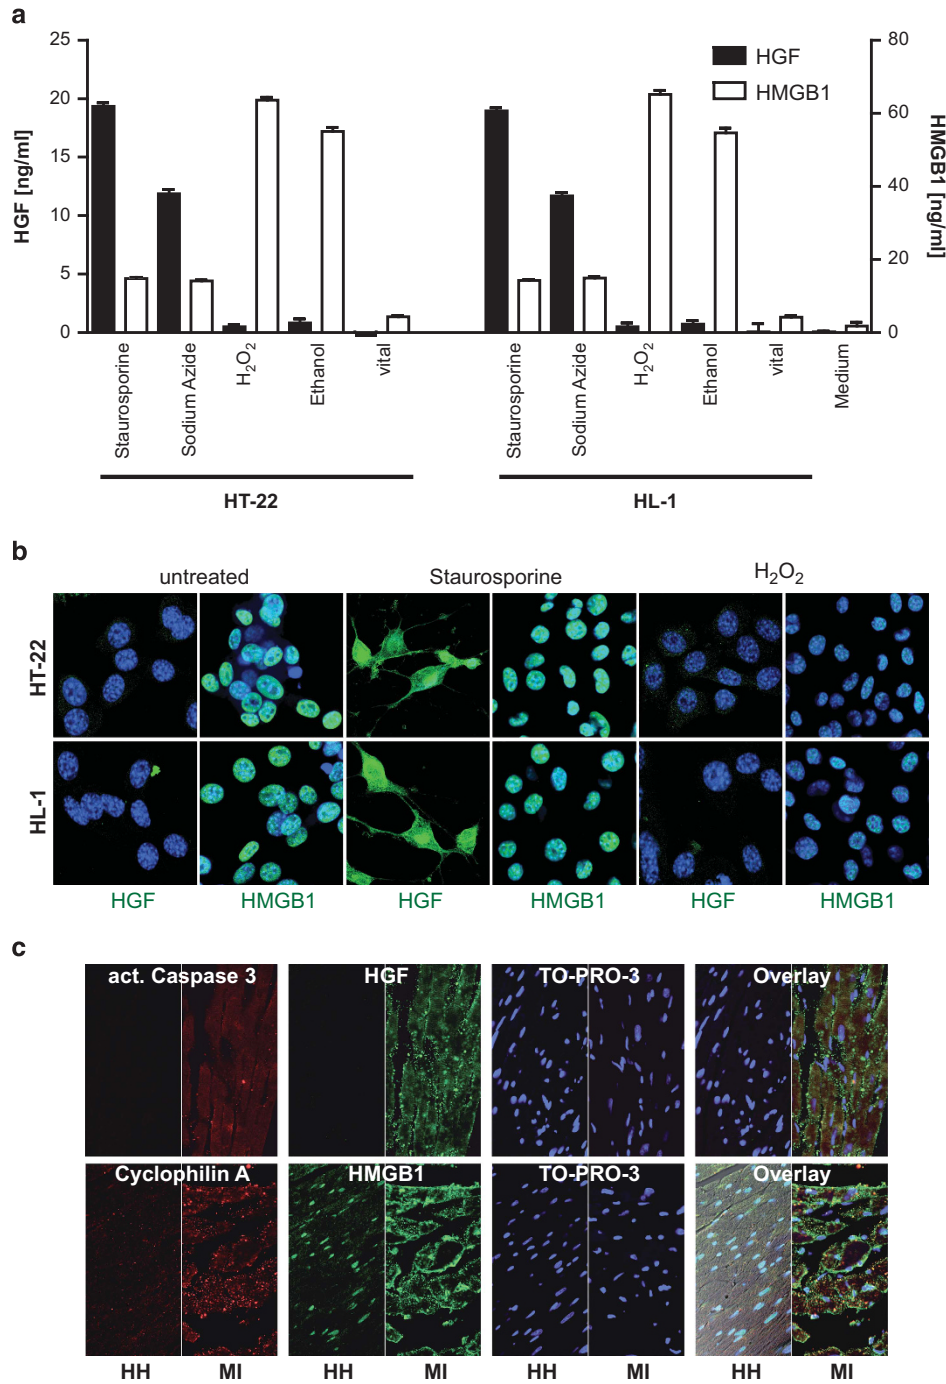 a
25
20
15
10
5
0
HGF [ng/ml]
HGF
HMGB1
80
60
40
20
0
HMGB1 [ng/ml]
Staurosporine
Sodium Azide
H2O2
Ethanol
vital
Staurosporine
Sodium Azide
H2O2
Ethanol
vital
Medium
HT-22
HL-1
b
untreated
Staurosporine
H2O2
HT-22
HL-1
HGF
HMGB1
HGF
HMGB1
HGF
HMGB1
c
act. Caspase 3
HGF
TO-PRO-3
Overlay
Cyclophilin A
HMGB1
TO-PRO-3
Overlay
HH
MI
HH
MI
HH
MI
HH
MI